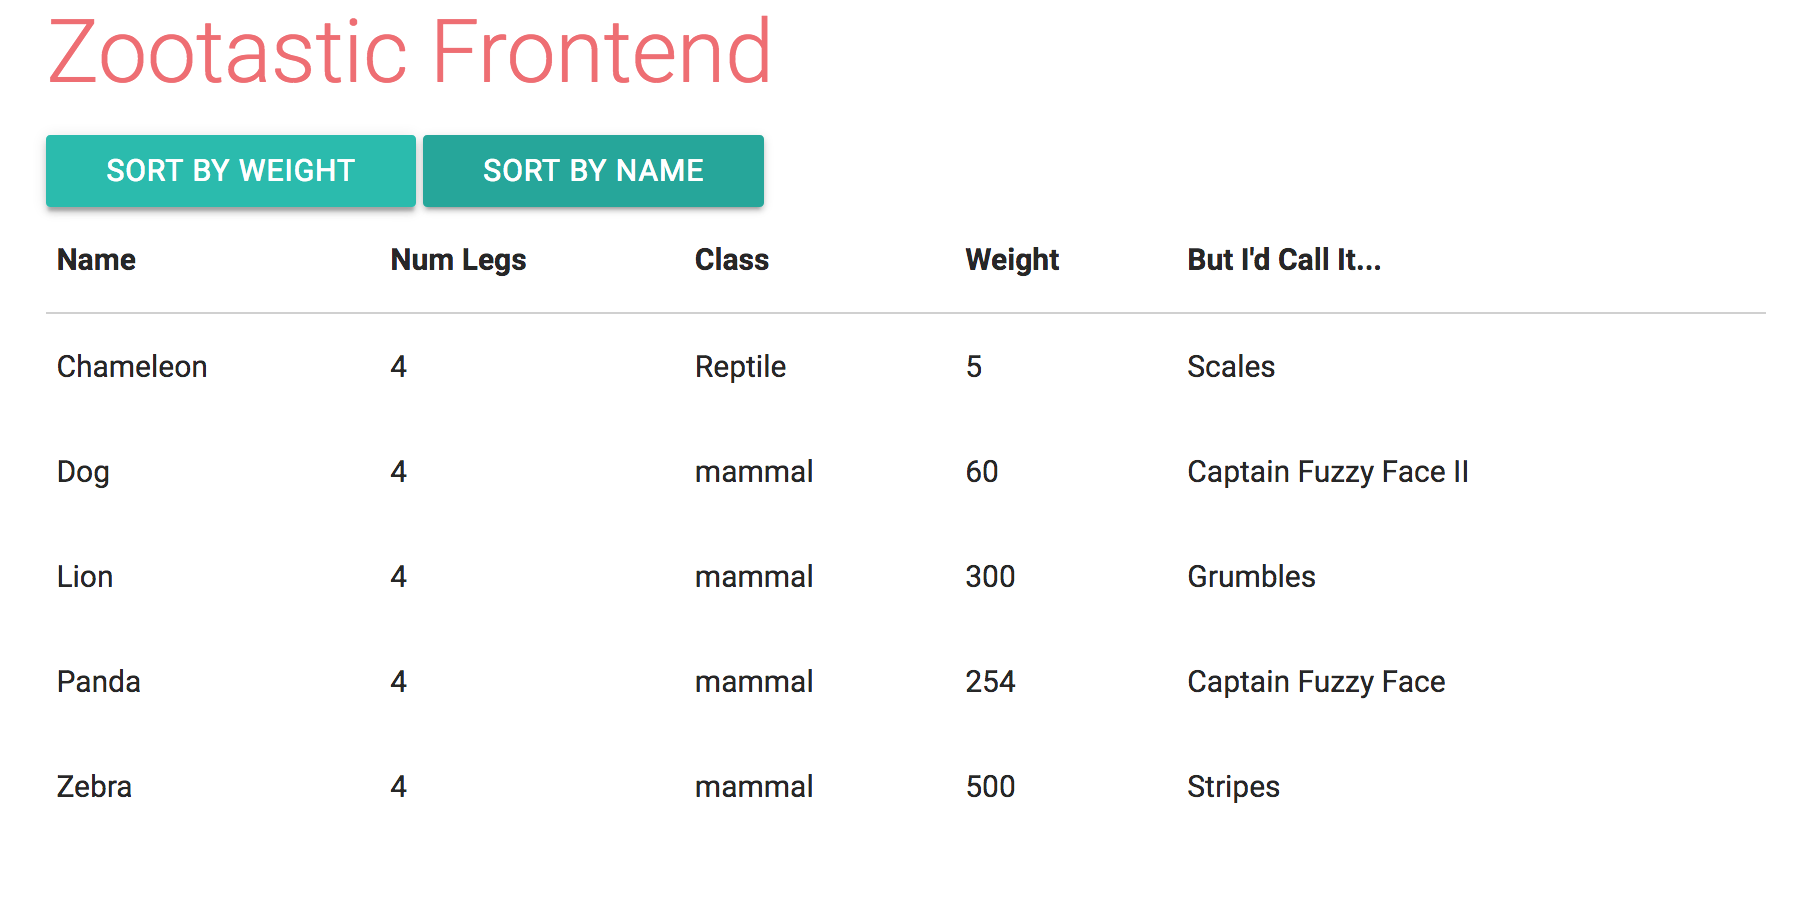 Zootastic Frontend
SORT BY WEIGHT SORT BY NAME
Name Num Legs Class Weight But I'd Call It...
Chameleon 4 Reptile 5 Scales
Dog 4 mammal 60 Captain Fuzzy Face II
Lion 4 mammal 300 Grumbles
Panda 4 mammal 254 Captain Fuzzy Face
Zebra 4 mammal 500 Stripes